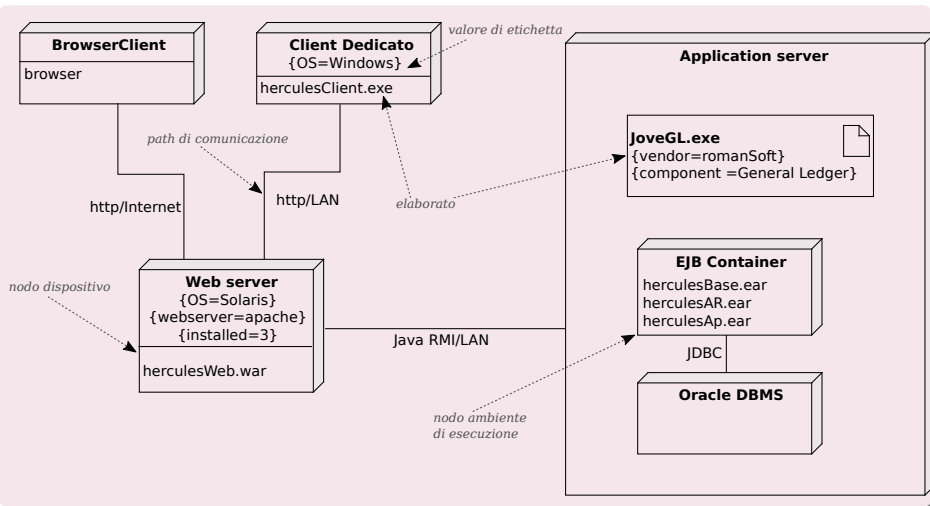 BrowserClient
browser
Client Dedicato
{OS=Windows}
herculesClient.exe
valore di etichetta
path di comunicazione
http/Internet
http/LAN
elaborato
nodo dispositivo
Web server
{OS=Solaris}
{webserver=apache}
{installed=3}
herculesWeb.war
Java RMI/LAN
nodo ambiente
di esecuzione
Application server
JoveGL.exe
{vendor=romanSoft}
{component =General Ledger}
EJB Container
herculesBase.ear
herculesAR.ear
herculesAp.ear
JDBC
Oracle DBMS